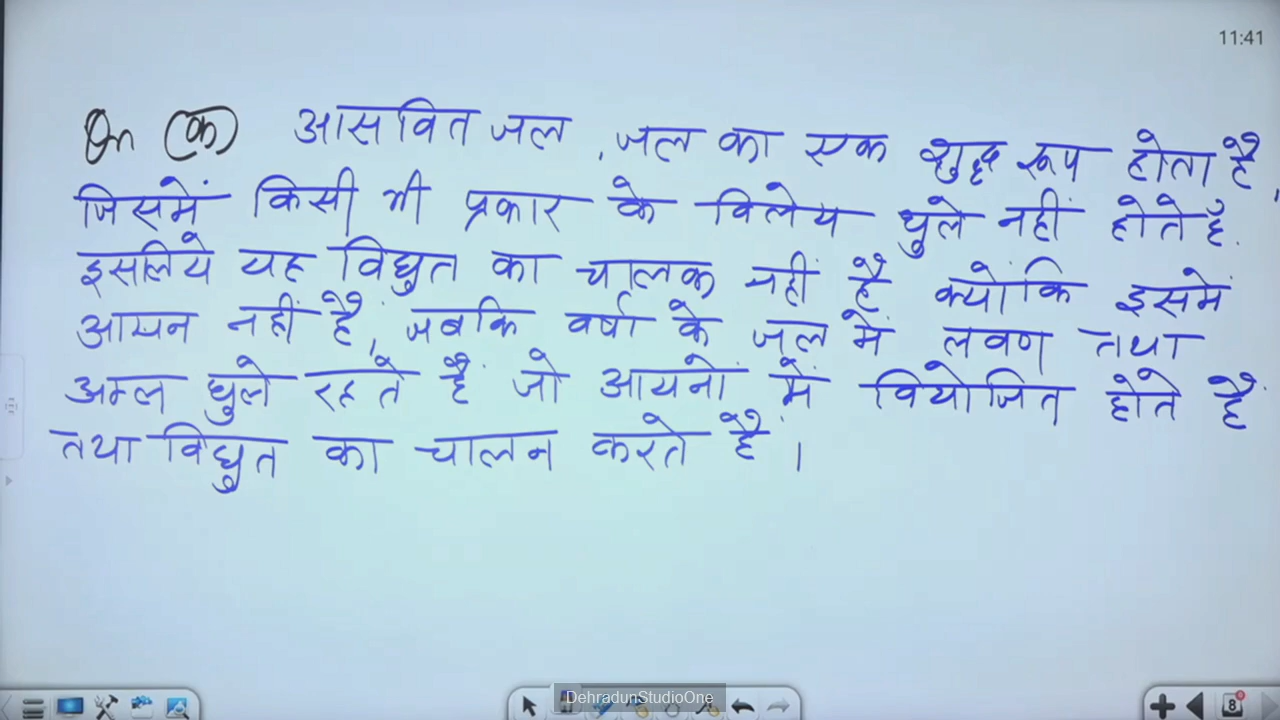 11:41
Qn (क) आसवित जल, जल का एक शुद्ध रूप होता है,
जिसमें किसी भी प्रकार के विलेय घुले नहीं होते है.
इसलिये यह विद्युत का चालक नहीं है क्योंकि इसमें
आयन नहीं हैं, जबकि वर्षा के जल में लवण तथा
अम्ल घुले रहते हैं जो आयनों में वियोजित होते हैं
तथा विद्युत का चालन करते हैं।
DehradunStudioOne
8